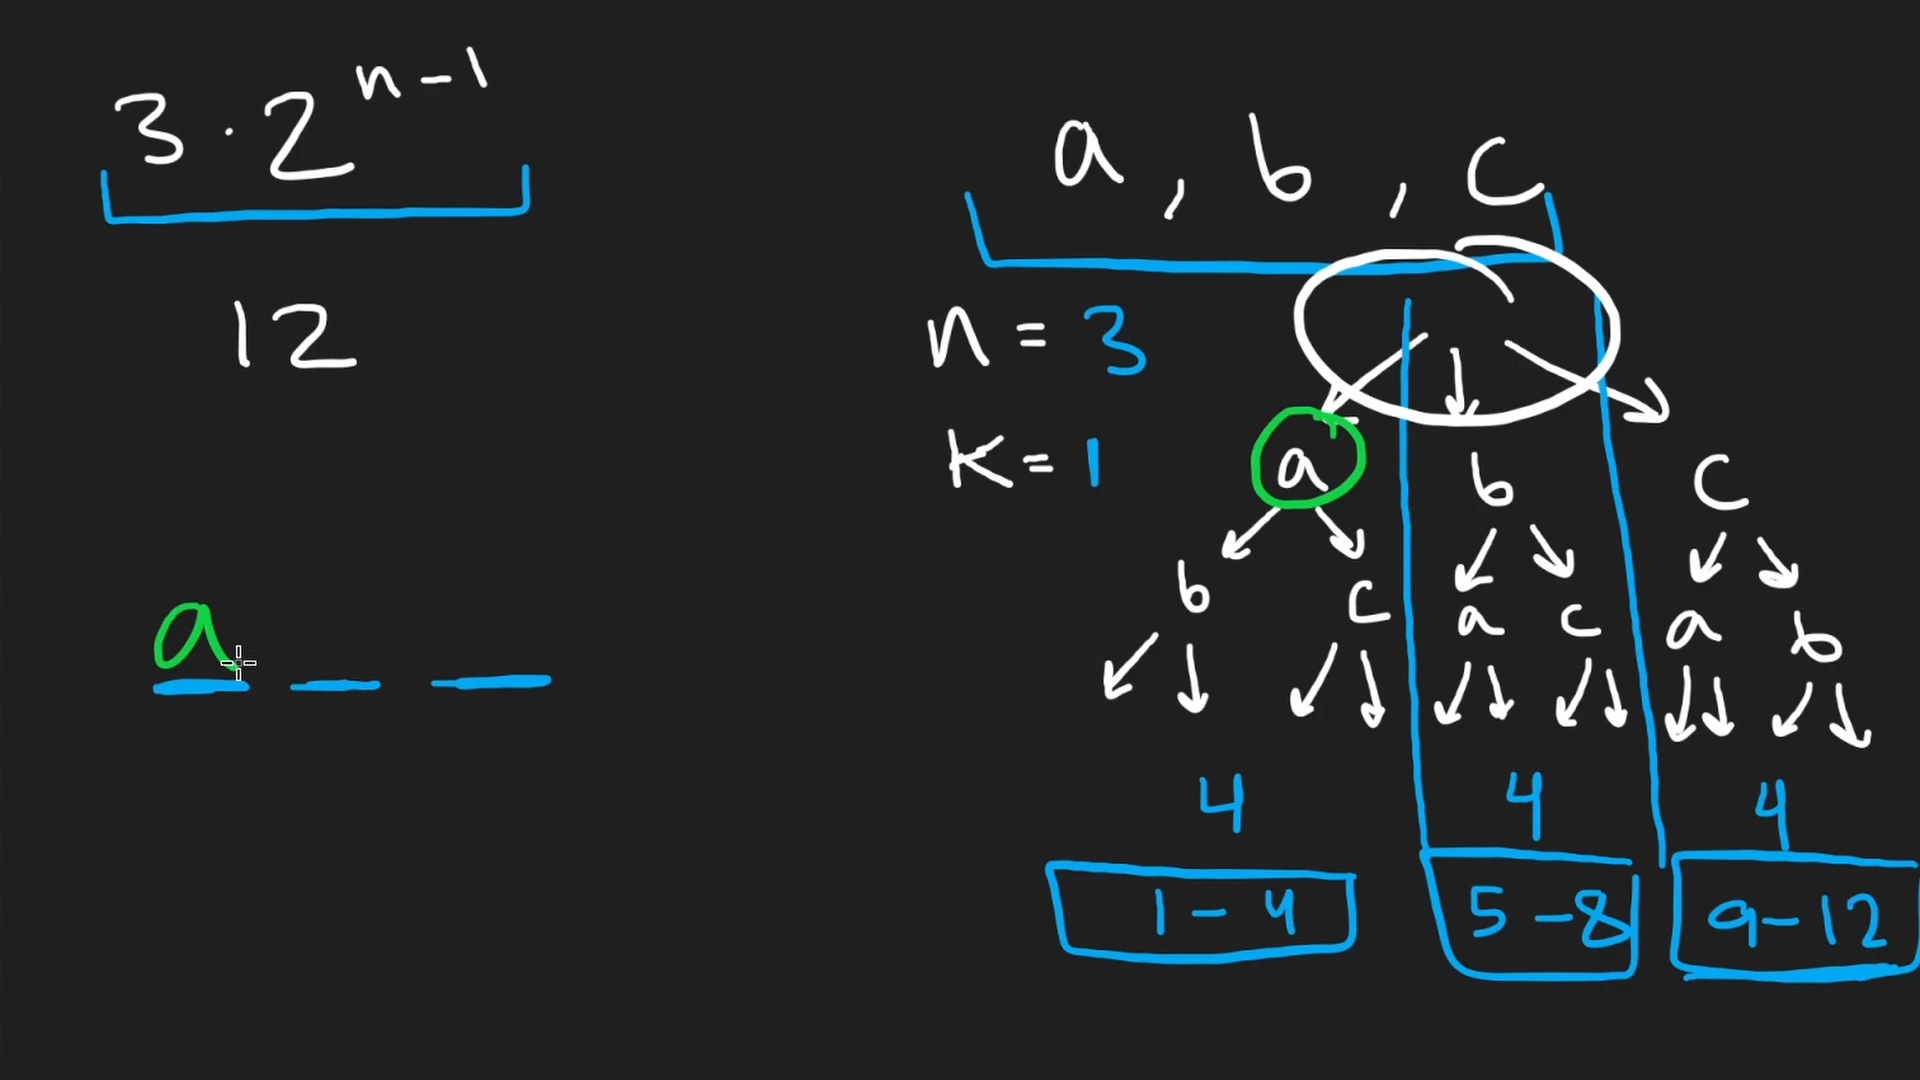 3 · 2^{n-1}
12
a
a , b , c
n = 3
k = 1
a b c
b c a c a b
4 4 4
1-4 5-8 9-12